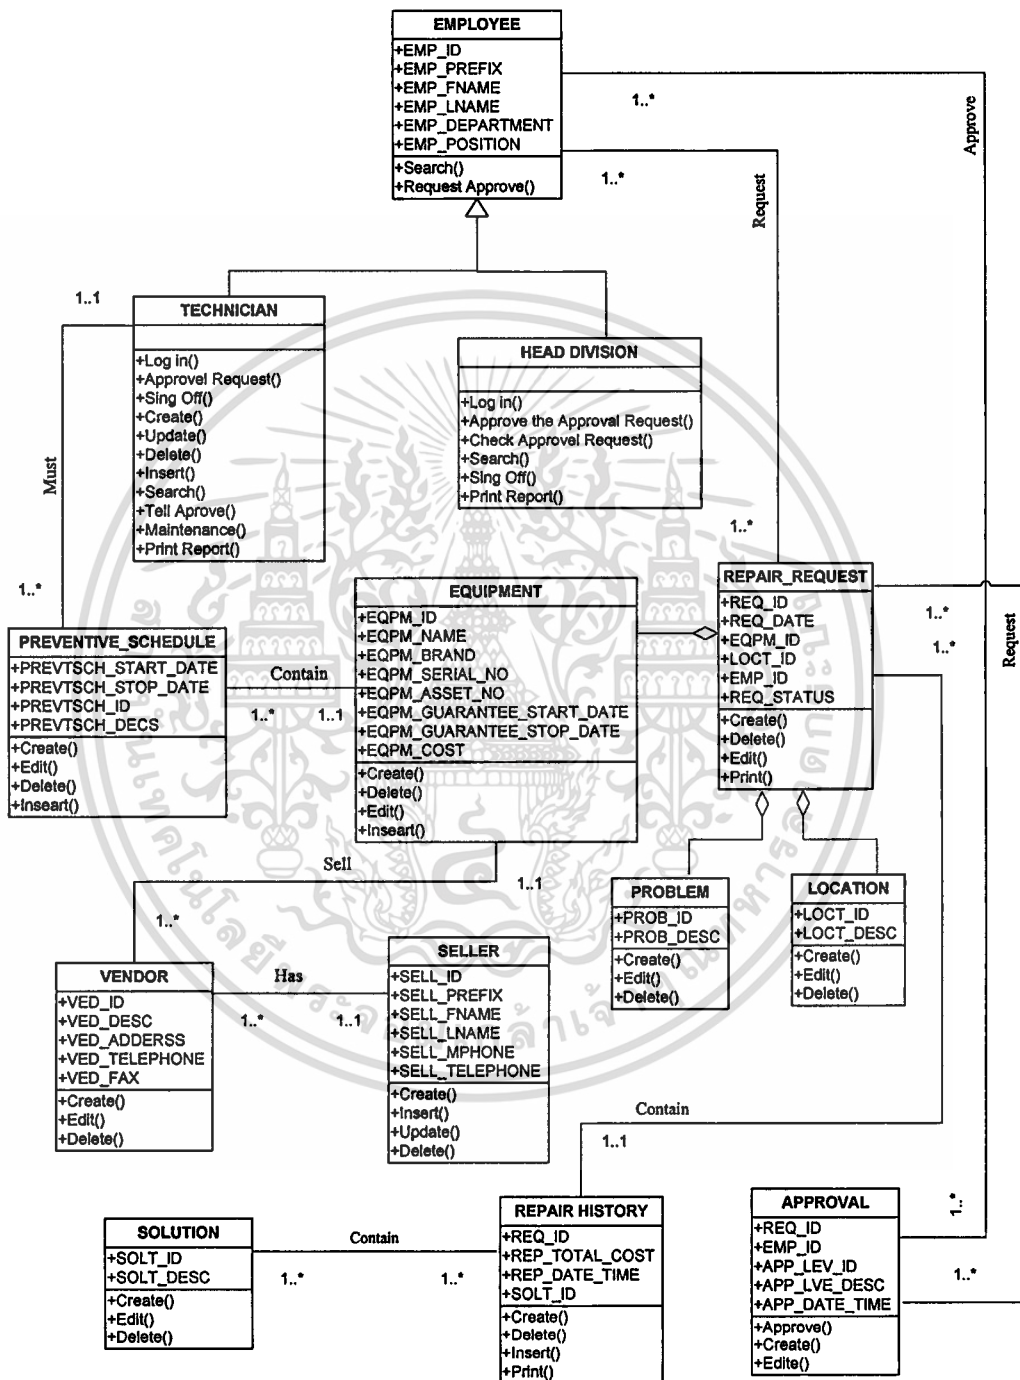 EMPLOYEE
+EMP_ID
+EMP_PREFIX
+EMP_FNAME
+EMP_LNAME
+EMP_DEPARTMENT
+EMP_POSITION
+Search()
+Request Approve()
1..*
Approve
1..*
Request
1..1
TECHNICIAN
+Log in()
+Approvel Request()
+Sing Off()
+Create()
+Update()
+Delete()
+Insert()
+Search()
+Tell Aprove()
+Maintenance()
+Print Report()
HEAD DIVISION
+Log in()
+Approve the Approval Request()
+Check Approvel Request()
+Search()
+Sing Off()
+Print Report()
Must
1..*
1..*
REPAIR_REQUEST
+REQ_ID
+REQ_DATE
+EQPM_ID
+LOCT_ID
+EMP_ID
+REQ_STATUS
+Create()
+Delete()
+Edit()
+Print()
1..*
1..*
Request
EQUIPMENT
+EQPM_ID
+EQPM_NAME
+EQPM_BRAND
+EQPM_SERIAL_NO
+EQPM_ASSET_NO
+EQPM_GUARANTEE_START_DATE
+EQPM_GUARANTEE_STOP_DATE
+EQPM_COST
+Create()
+Delete()
+Edit()
+Inseart()
PREVENTIVE_SCHEDULE
+PREVTSCH_START_DATE
+PREVTSCH_STOP_DATE
+PREVTSCH_ID
+PREVTSCH_DECS
+Create()
+Edit()
+Delete()
+Inseart()
Contain
1..*
1..1
Sell
1..1
1..*
PROBLEM
+PROB_ID
+PROB_DESC
+Create()
+Edit()
+Delete()
LOCATION
+LOCT_ID
+LOCT_DESC
+Create()
+Edit()
+Delete()
VENDOR
+VED_ID
+VED_DESC
+VED_ADDERSS
+VED_TELEPHONE
+VED_FAX
+Create()
+Edit()
+Delete()
Has
1..*
1..1
SELLER
+SELL_ID
+SELL_PREFIX
+SELL_FNAME
+SELL_LNAME
+SELL_MPHONE
+SELL_TELEPHONE
+Create()
+Insert()
+Update()
+Delete()
Contain
1..1
SOLUTION
+SOLT_ID
+SOLT_DESC
+Create()
+Edit()
+Delete()
Contain
1..*
1..*
REPAIR HISTORY
+REQ_ID
+REP_TOTAL_COST
+REP_DATE_TIME
+SOLT_ID
+Create()
+Delete()
+Insert()
+Print()
APPROVAL
+REQ_ID
+EMP_ID
+APP_LEV_ID
+APP_LVE_DESC
+APP_DATE_TIME
+Approve()
+Create()
+Edite()
1..*
1..*